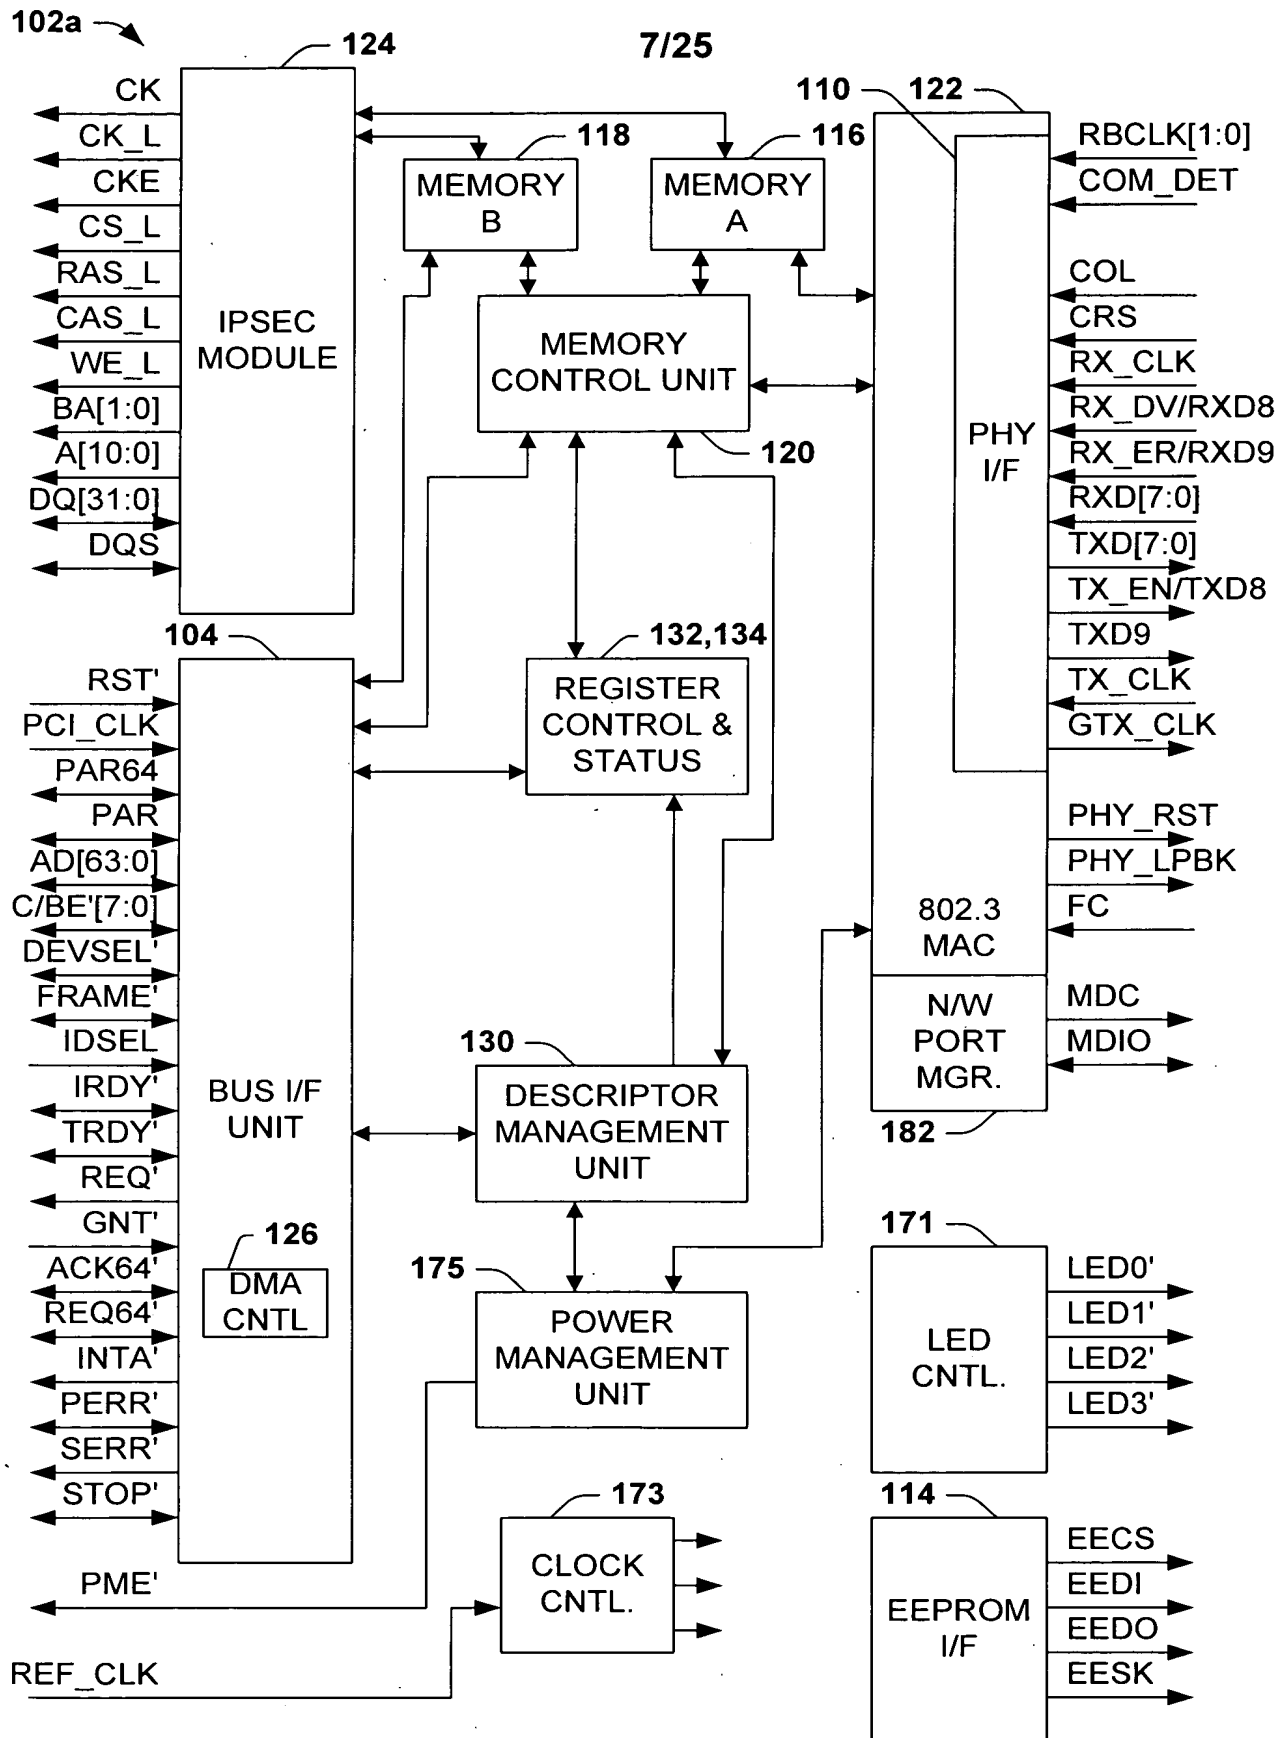 102a
7/25
124
CK
CK_L
CKE
CS_L
RAS_L
CAS_L
WE_L
BA[1:0]
A[10:0]
DQ[31:0]
DQS
IPSEC
MODULE
118
MEMORY
B
116
MEMORY
A
MEMORY
CONTROL UNIT
120
110
122
PHY
I/F
RBCLK[1:0]
COM_DET
COL
CRS
RX_CLK
RX_DV/RXD8
RX_ER/RXD9
RXD[7:0]
TXD[7:0]
TX_EN/TXD8
TXD9
TX_CLK
GTX_CLK
PHY_RST
PHY_LPBK
FC
802.3
MAC
N/W
PORT
MGR.
182
MDC
MDIO
104
RST'
PCI_CLK
PAR64
PAR
AD[63:0]
C/BE'[7:0]
DEVSEL'
FRAME'
IDSEL
IRDY'
TRDY'
REQ'
GNT'
ACK64'
REQ64'
INTA'
PERR'
SERR'
STOP'
PME'
REF_CLK
BUS I/F
UNIT
126
DMA
CNTL
132,134
REGISTER
CONTROL &
STATUS
130
DESCRIPTOR
MANAGEMENT
UNIT
175
POWER
MANAGEMENT
UNIT
173
CLOCK
CNTL.
171
LED
CNTL.
LED0'
LED1'
LED2'
LED3'
114
EEPROM
I/F
EECS
EEDI
EEDO
EESK